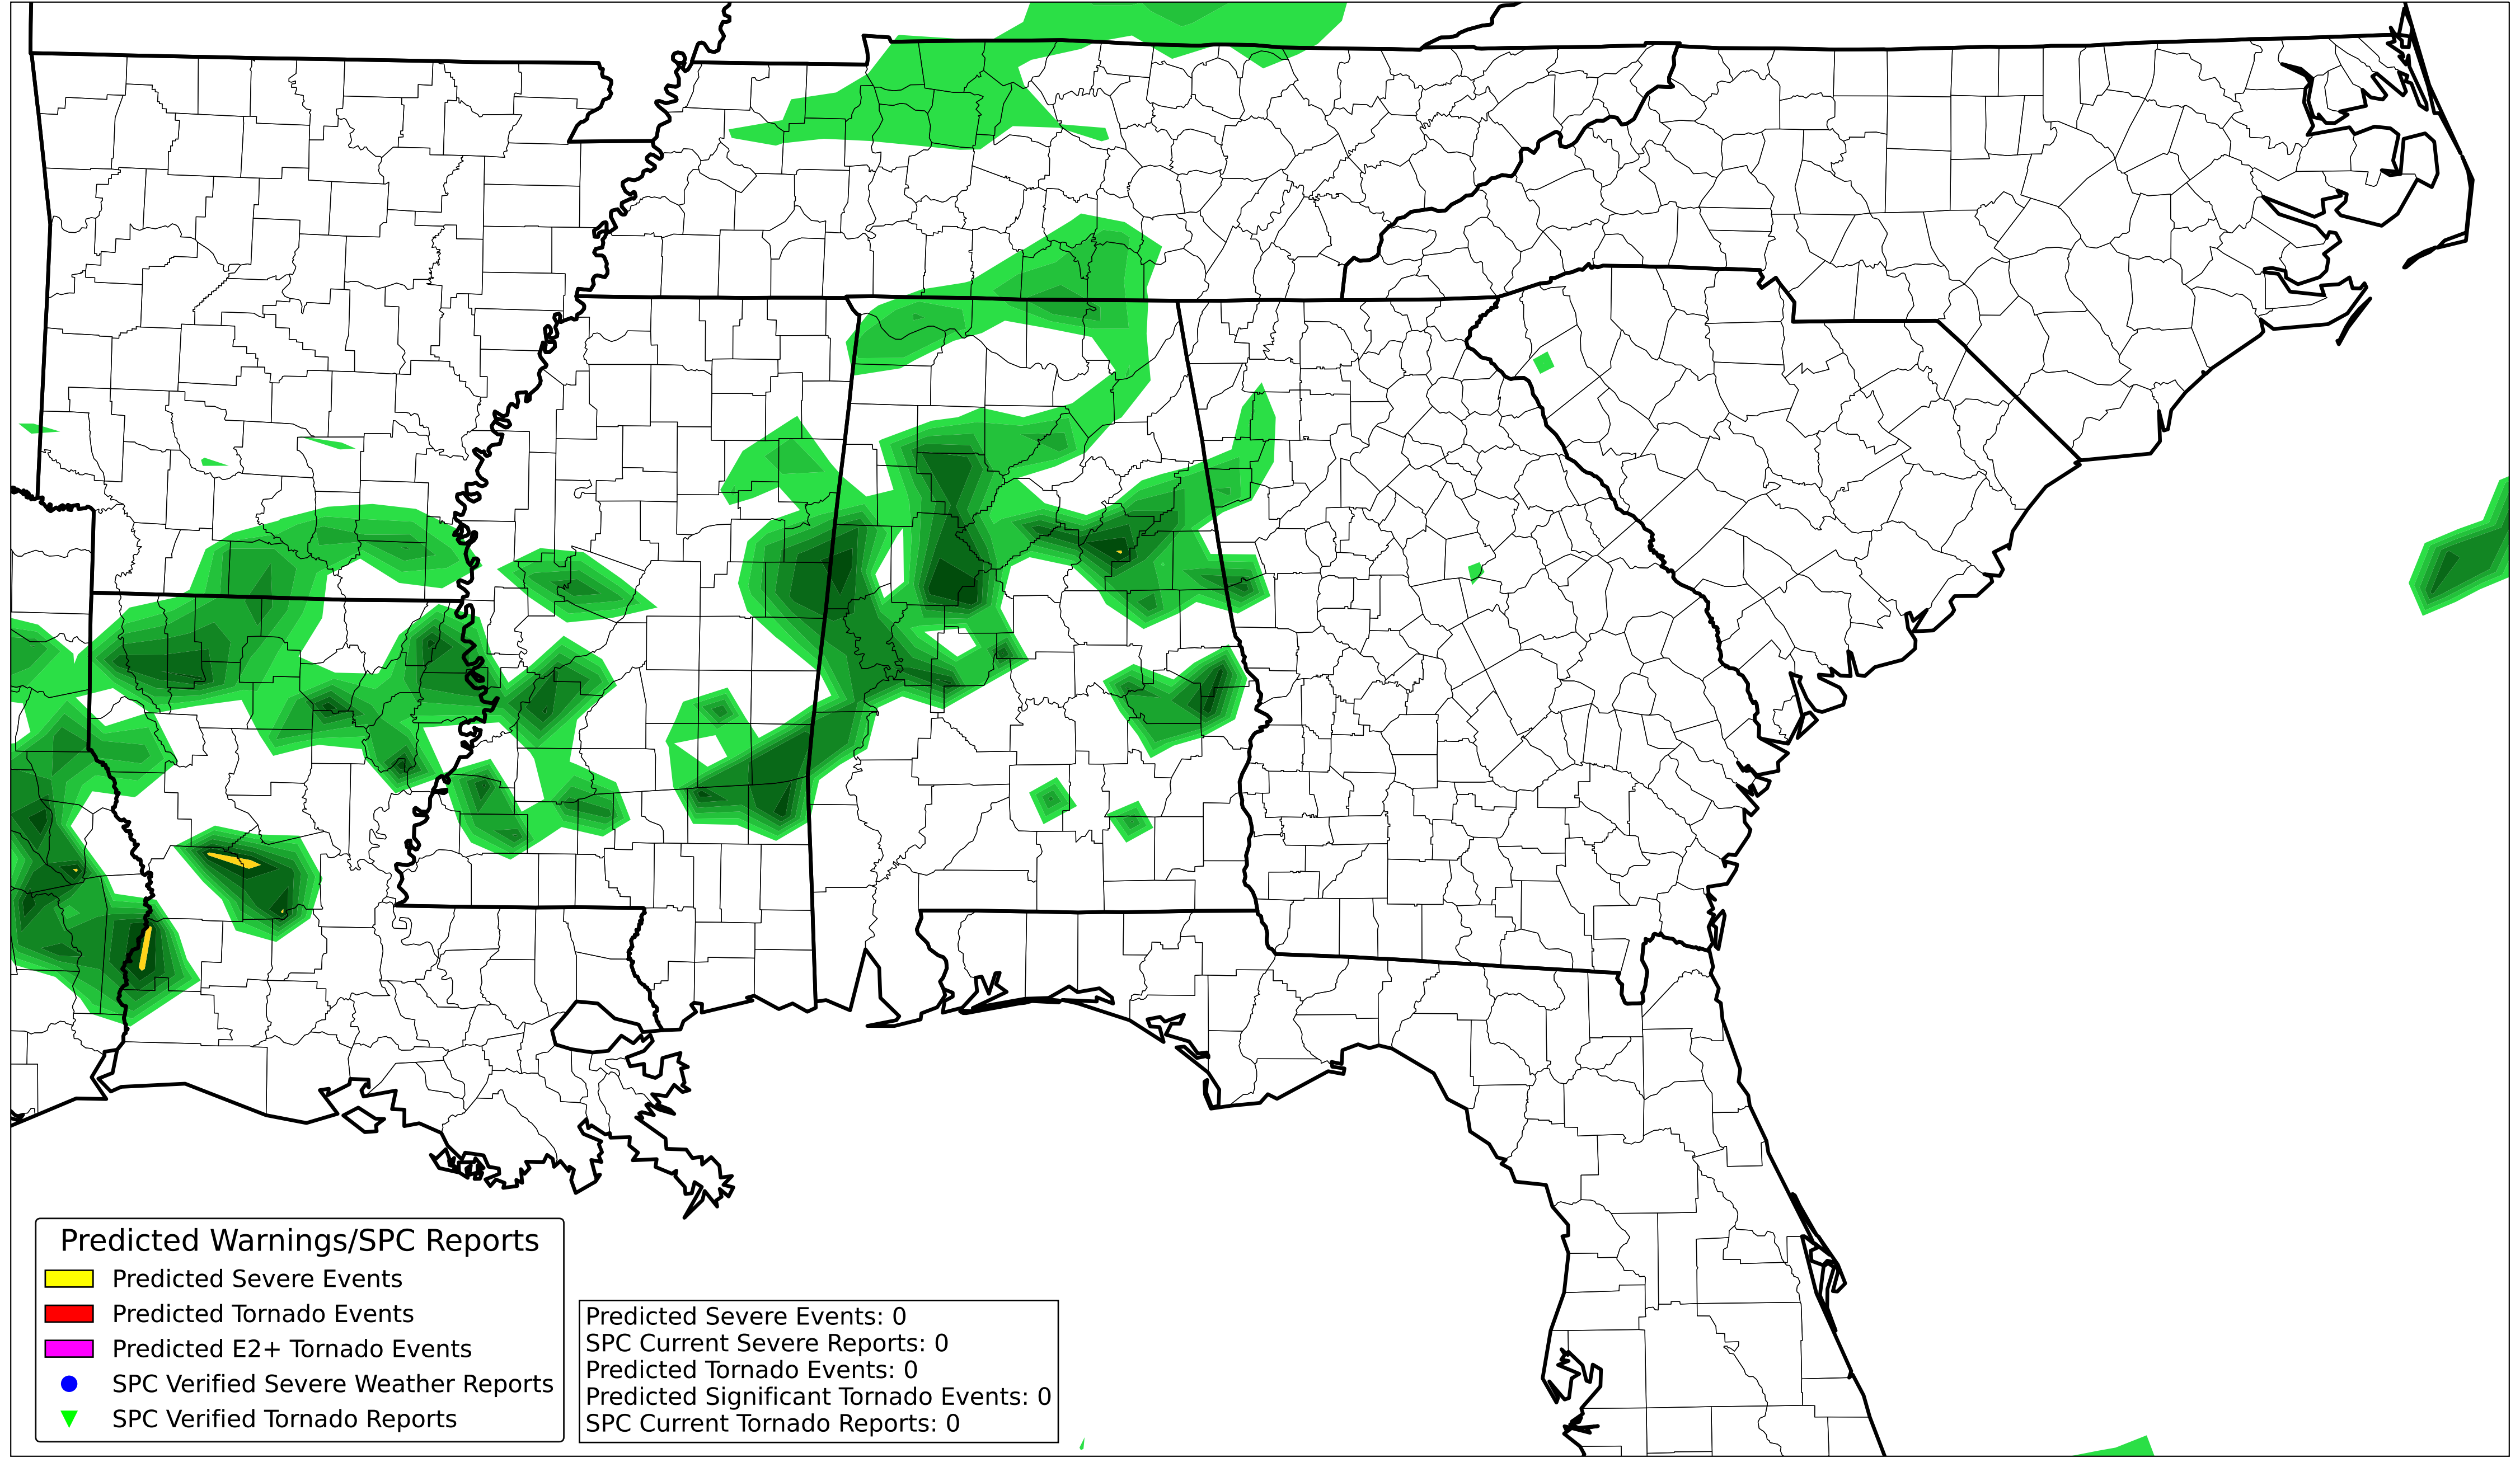 Predicted Warnings/SPC Reports
Predicted Severe Events
Predicted Tornado Events
Predicted E2+ Tornado Events
SPC Verified Severe Weather Reports
SPC Verified Tornado Reports
Predicted Severe Events: 0
SPC Current Severe Reports: 0
Predicted Tornado Events: 0
Predicted Significant Tornado Events: 0
SPC Current Tornado Reports: 0